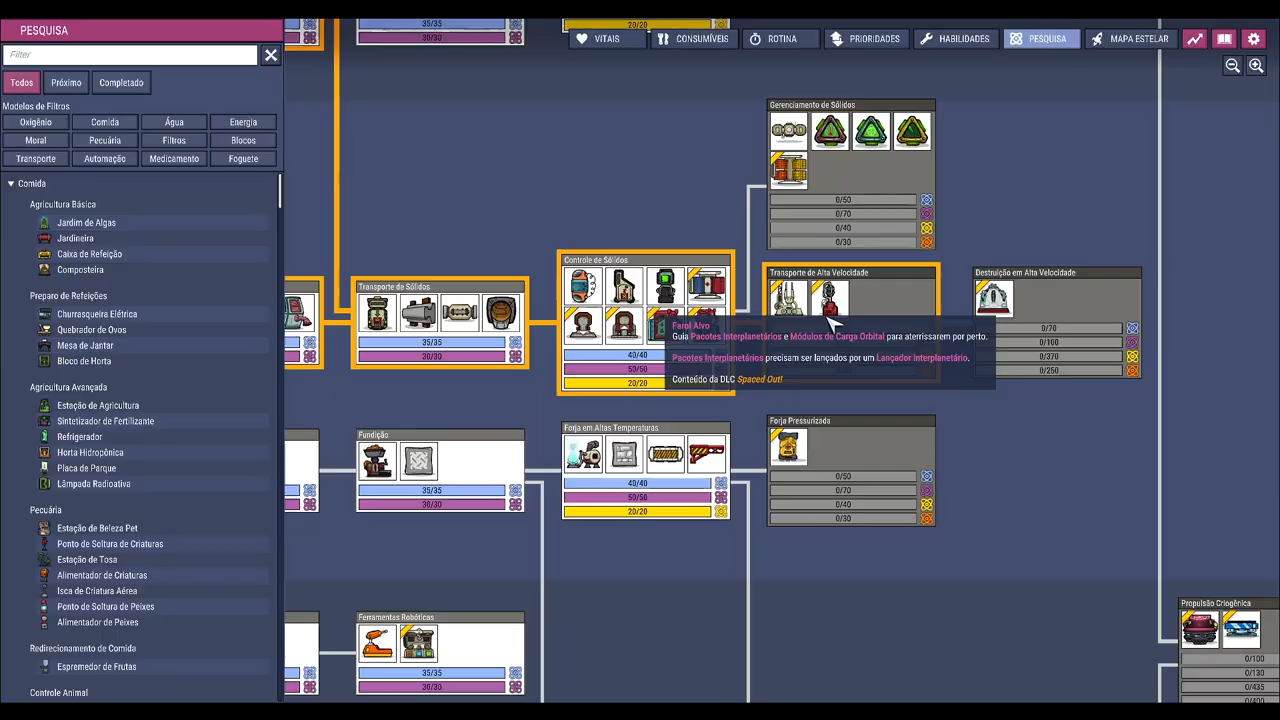 PESQUISA
Filter
Todos
Próximo
Completado
Modelos de Filtros
Oxigênio
Comida
Água
Energia
Moral
Pecuária
Filtros
Blocos
Transporte
Automação
Medicamento
Foguete
Comida
Agricultura Básica
Jardim de Algas
Jardineira
Caixa de Refeição
Composteira
Preparo de Refeições
Churrasqueira Elétrica
Quebrador de Ovos
Mesa de Jantar
Bloco de Horta
Agricultura Avançada
Estação de Agricultura
Sintetizador de Fertilizante
Refrigerador
Horta Hidropônica
Placa de Parque
Lâmpada Radioativa
Pecuária
Estação de Beleza Pet
Ponto de Soltura de Criaturas
Estação de Tosa
Alimentador de Criaturas
Isca de Criatura Aérea
Ponto de Soltura de Peixes
Alimentador de Peixes
Redirecionamento de Comida
Espremedor de Frutas
Controle Animal
VITAIS
CONSUMÍVEIS
ROTINA
PRIORIDADES
HABILIDADES
PESQUISA
MAPA ESTELAR
35/35
30/30
20/20
Gerenciamento de Sólidos
0/50
0/70
0/40
0/30
Transporte de Sólidos
35/35
30/30
Controle de Sólidos
40/40
50/50
20/20
Transporte de Alta Velocidade
Farol Alvo
Guia Pacotes Interplanetários e Módulos de Carga Orbital para aterrissarem por perto.
Pacotes Interplanetários precisam ser lançados por um Lançador Interplanetário.
Conteúdo da DLC Spaced Out!
Destruição em Alta Velocidade
0/70
0/100
0/370
0/250
Fundição
35/35
30/30
Forja em Altas Temperaturas
40/40
50/50
20/20
Forja Pressurizada
0/50
0/70
0/40
0/30
Ferramentas Robóticas
35/35
30/30
Propulsão Criogênica
0/100
0/130
0/435